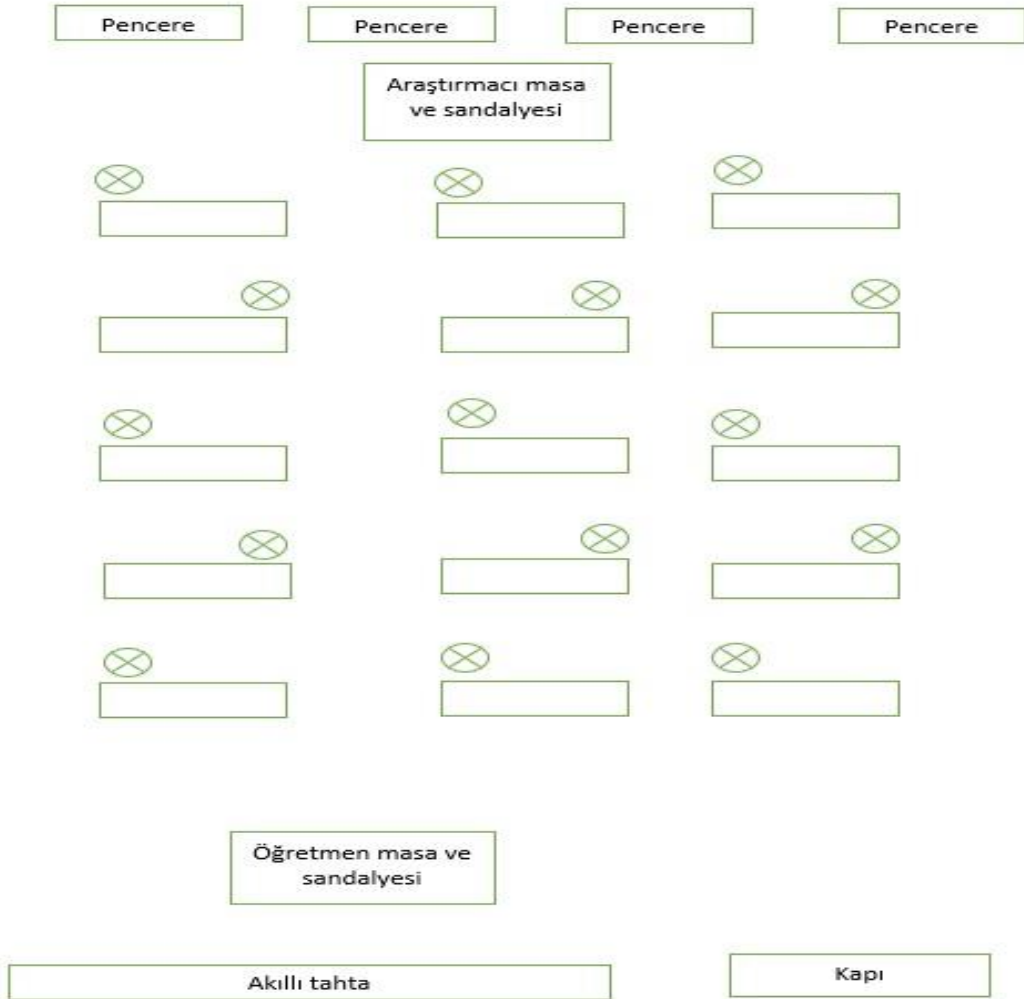 Pencere
Pencere
Pencere
Pencere
Araştırmacı masa
ve sandalyesi
Öğretmen masa ve
sandalyesi
Akıllı tahta
Kapı